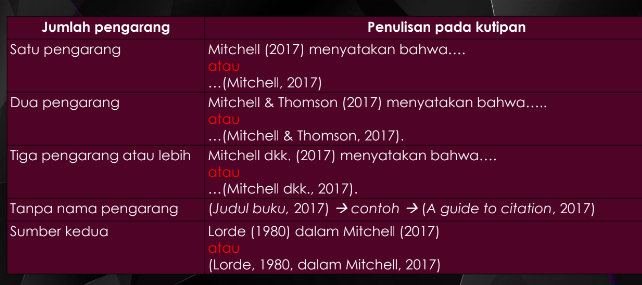 Jumlah pengarang Penulisan pada kutipan
Satu pengarang Mitchell (2017) menyatakan bahwa….
atau
…(Mitchell, 2017)
Dua pengarang Mitchell & Thomson (2017) menyatakan bahwa…..
atau
…(Mitchell & Thomson, 2017).
Tiga pengarang atau lebih Mitchell dkk. (2017) menyatakan bahwa….
atau
…(Mitchell dkk., 2017).
Tanpa nama pengarang (Judul buku, 2017) → contoh → (A guide to citation, 2017)
Sumber kedua Lorde (1980) dalam Mitchell (2017)
atau
(Lorde, 1980, dalam Mitchell, 2017)